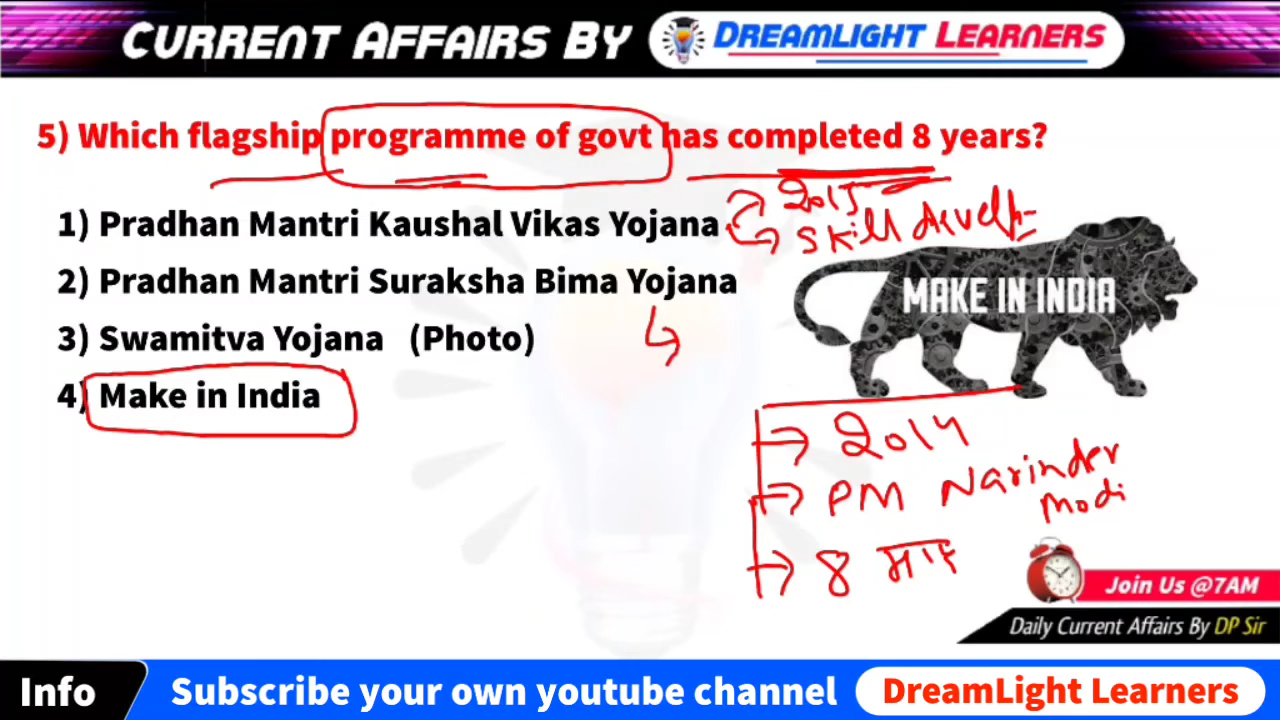 CURRENT AFFAIRS BY DREAMLIGHT LEARNERS
5) Which flagship programme of govt has completed 8 years?
1) Pradhan Mantri Kaushal Vikas Yojana
2015
Skill
2) Pradhan Mantri Suraksha Bima Yojana
3) Swamitva Yojana (Photo)
4) Make in India
MAKE IN INDIA
2014
PM Narinder
Modi
8
Join Us @7AM
Daily Current Affairs By DP Sir
Info
Subscribe your own youtube channel
DreamLight Learners